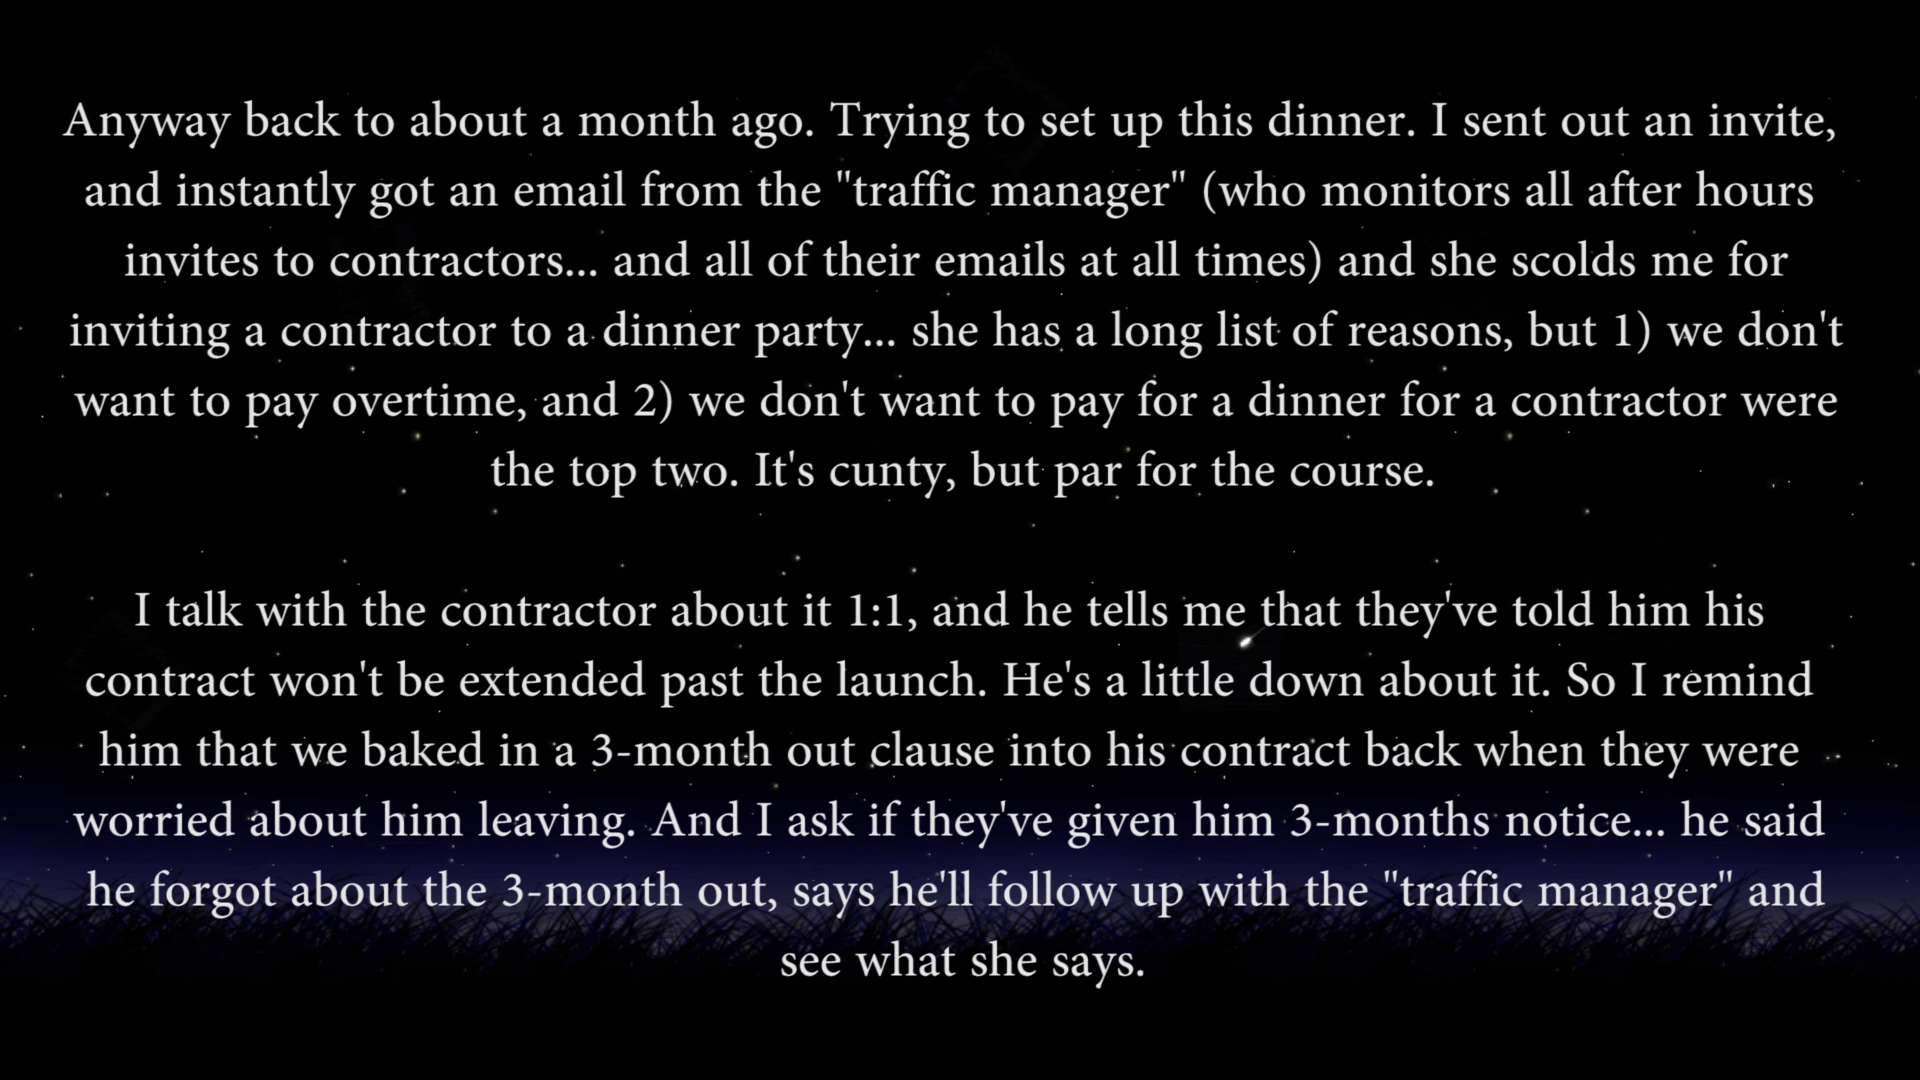 Anyway back to about a month ago. Trying to set up this dinner. I sent out an invite,
and instantly got an email from the "traffic manager" (who monitors all after hours
invites to contractors... and all of their emails at all times) and she scolds me for
inviting a contractor to a dinner party... she has a long list of reasons, but 1) we don't
want to pay overtime, and 2) we don't want to pay for a dinner for a contractor were
the top two. It's cunty, but par for the course.
I talk with the contractor about it 1:1, and he tells me that they've told him his
contract won't be extended past the launch. He's a little down about it. So I remind
him that we baked in a 3-month out clause into his contract back when they were
worried about him leaving. And I ask if they've given him 3-months notice... he said
he forgot about the 3-month out, says he'll follow up with the "traffic manager" and
see what she says.